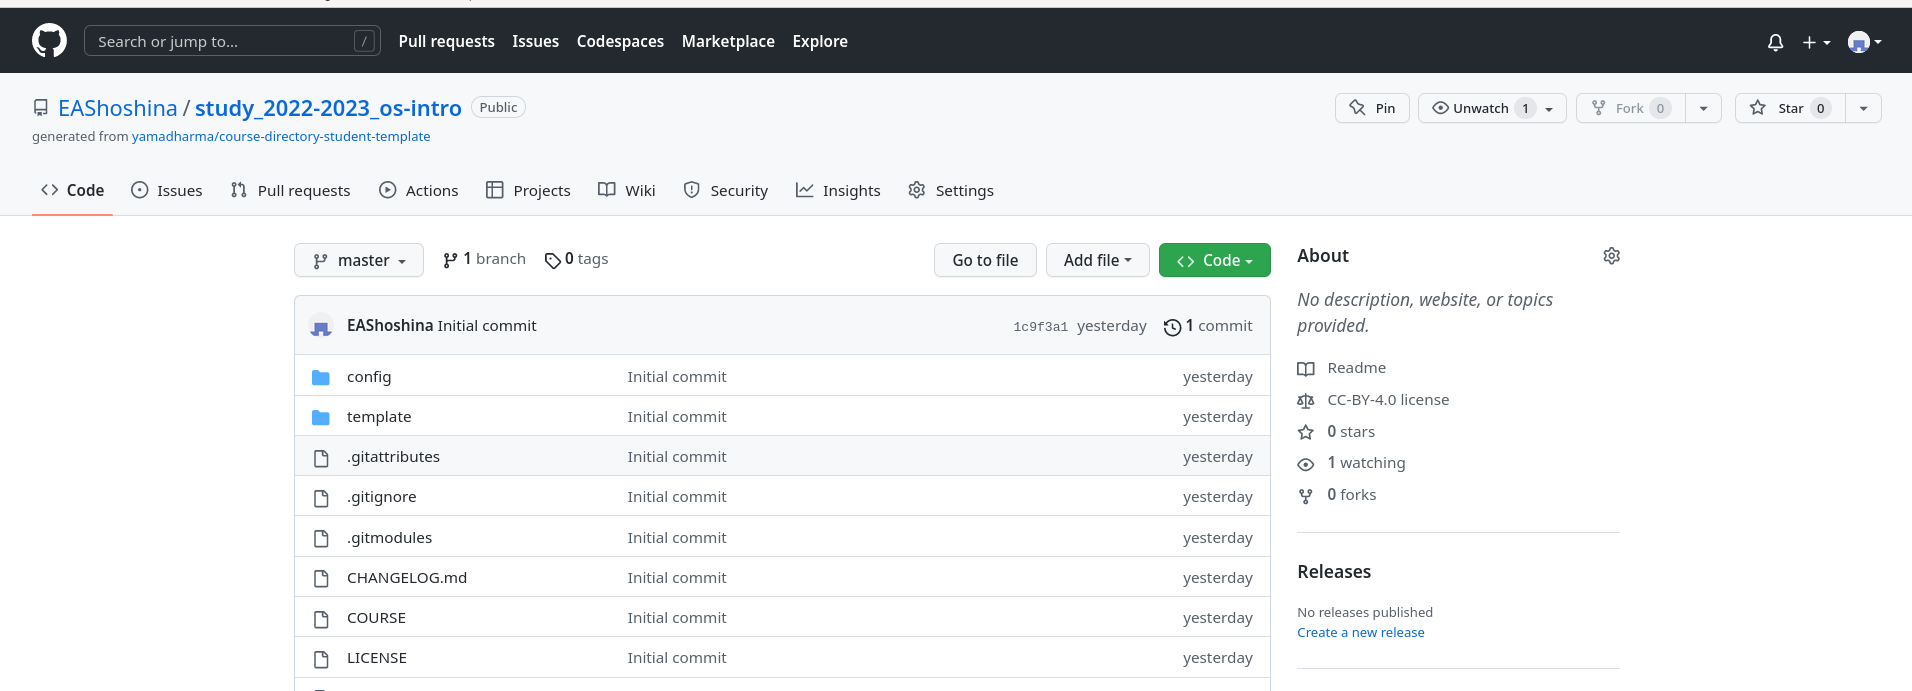 Search or jump to... / Pull requests Issues Codespaces Marketplace Explore
EAShoshina / study_2022-2023_os-intro Public Pin Unwatch 1 Fork 0 Star 0
generated from yamadharma/course-directory-student-template
Code Issues Pull requests Actions Projects Wiki Security Insights Settings
master 1 branch 0 tags Go to file Add file Code
EAShoshina Initial commit 1c9f3a1 yesterday 1 commit
config Initial commit yesterday
template Initial commit yesterday
.gitattributes Initial commit yesterday
.gitignore Initial commit yesterday
.gitmodules Initial commit yesterday
CHANGELOG.md Initial commit yesterday
COURSE Initial commit yesterday
LICENSE Initial commit yesterday
About
No description, website, or topics
provided.
Readme
CC-BY-4.0 license
0 stars
1 watching
0 forks
Releases
No releases published
Create a new release